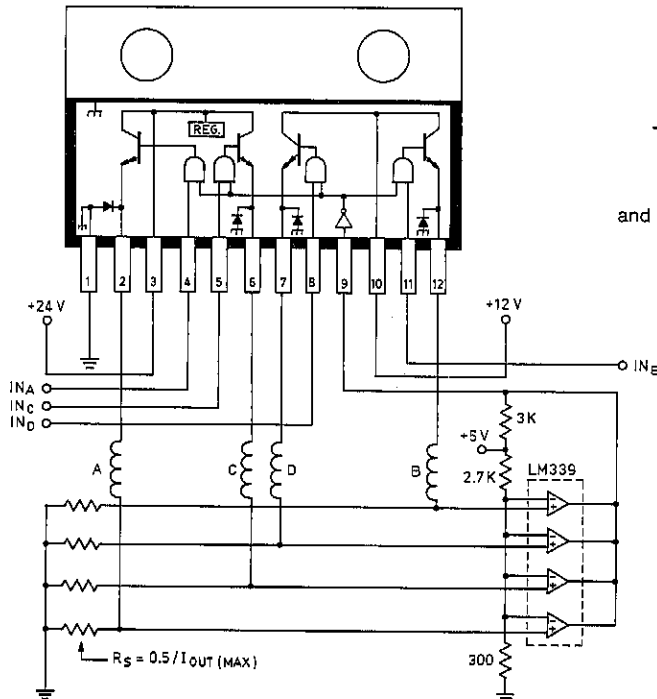 REG.
and
1 2 3 4 5 6 7 8 9 10 11 12
+24 V
+12 V
INA
INC
IND
INB
3K
+5 V
2.7K
LM339
A
C
D
B
RS = 0.5/IOUT (MAX)
300